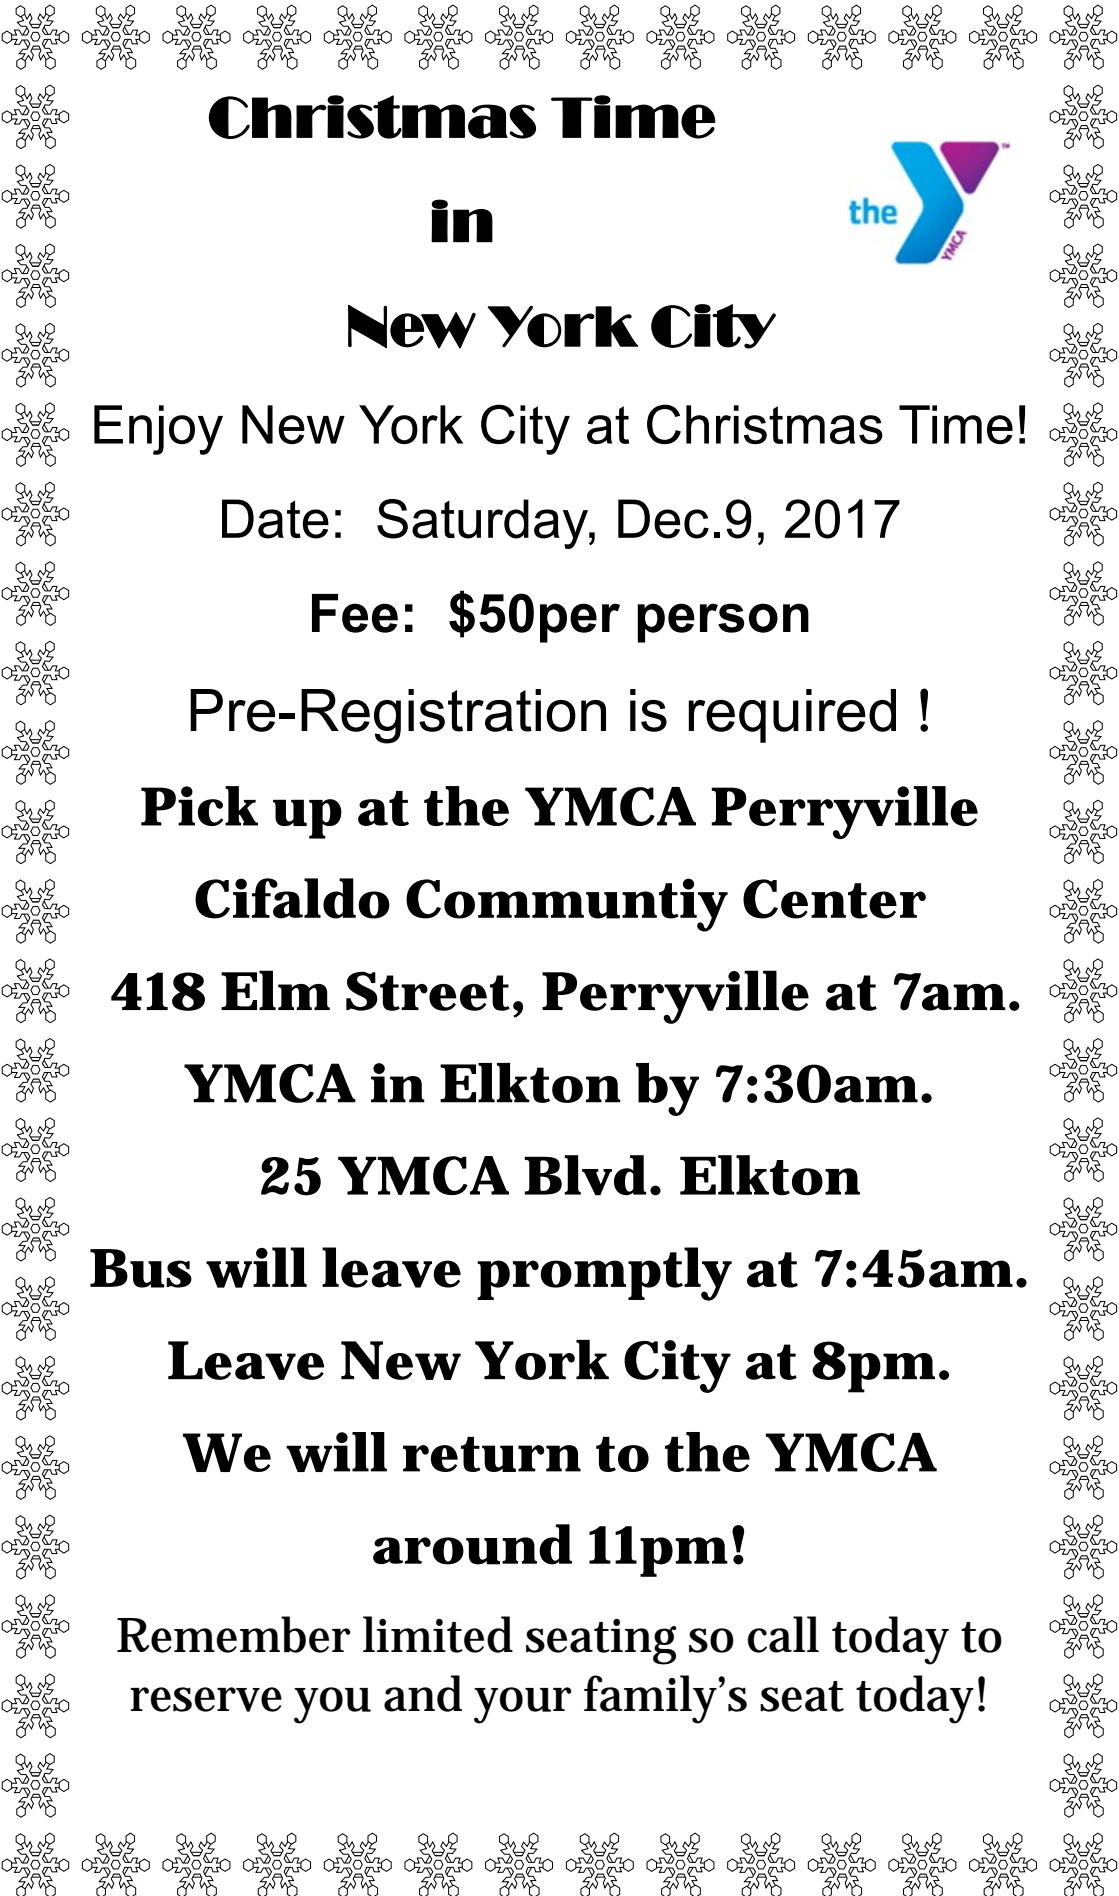 Christmas Time
in
the
YMCA
TM
New York City
Enjoy New York City at Christmas Time!
Date:  Saturday, Dec.9, 2017
Fee:  $50per person
Pre-Registration is required !
Pick up at the YMCA Perryville
Cifaldo Communtiy Center
418 Elm Street, Perryville at 7am.
YMCA in Elkton by 7:30am.
25 YMCA Blvd. Elkton
Bus will leave promptly at 7:45am.
Leave New York City at 8pm.
We will return to the YMCA
around 11pm!
Remember limited seating so call today to
reserve you and your family’s seat today!